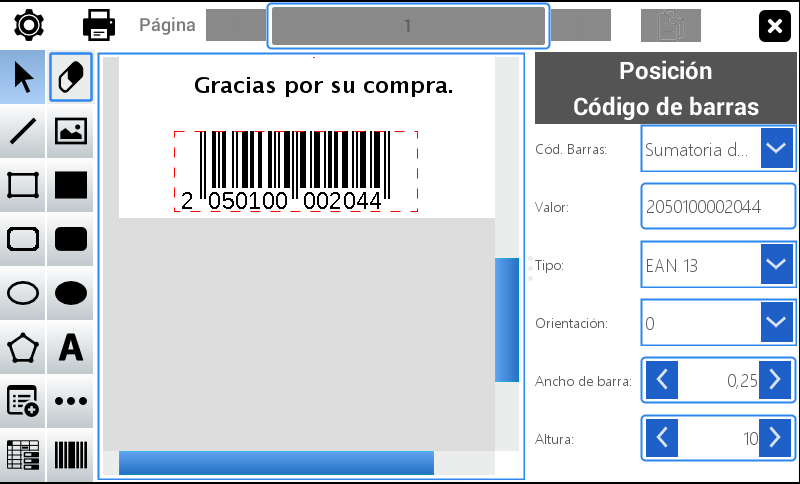 Página
1
Posición
Código de barras
Gracias por su compra.
2 050100 002044
Cód. Barras:
Sumatoria d...
Valor:
2050100002044
Tipo:
EAN 13
Orientación:
0
Ancho de barra:
0,25
Altura:
10
A